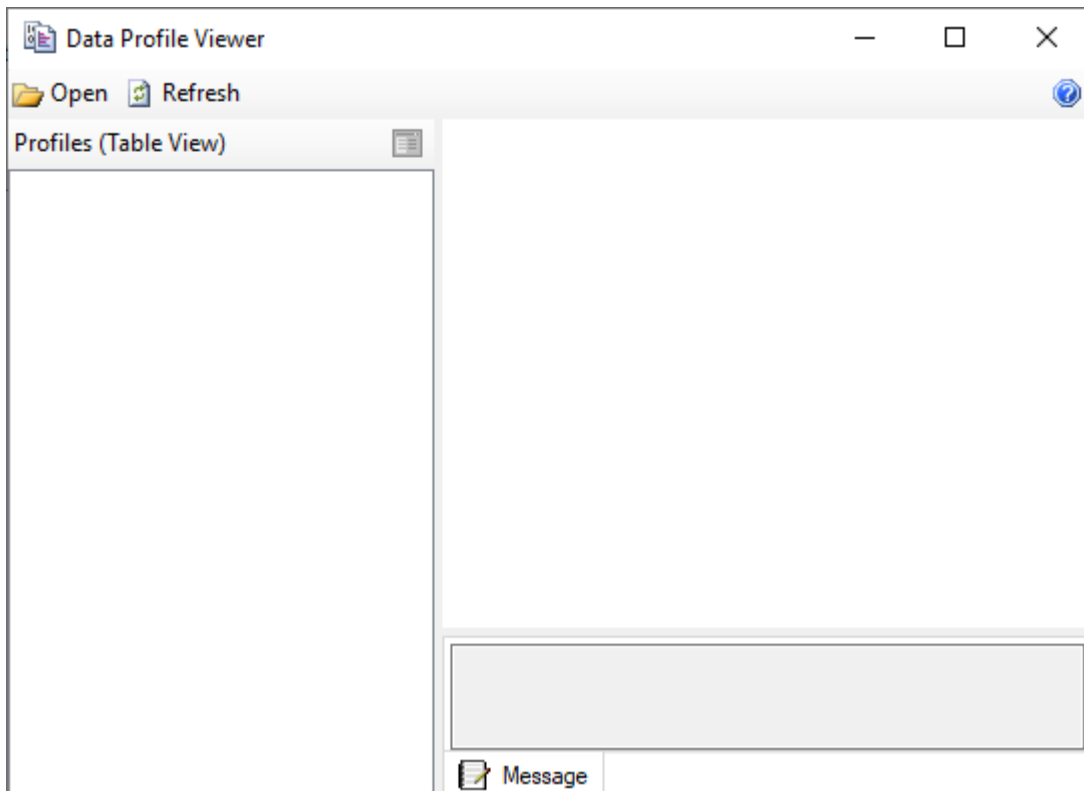 Data Profile Viewer
Open Refresh
Profiles (Table View)
Message